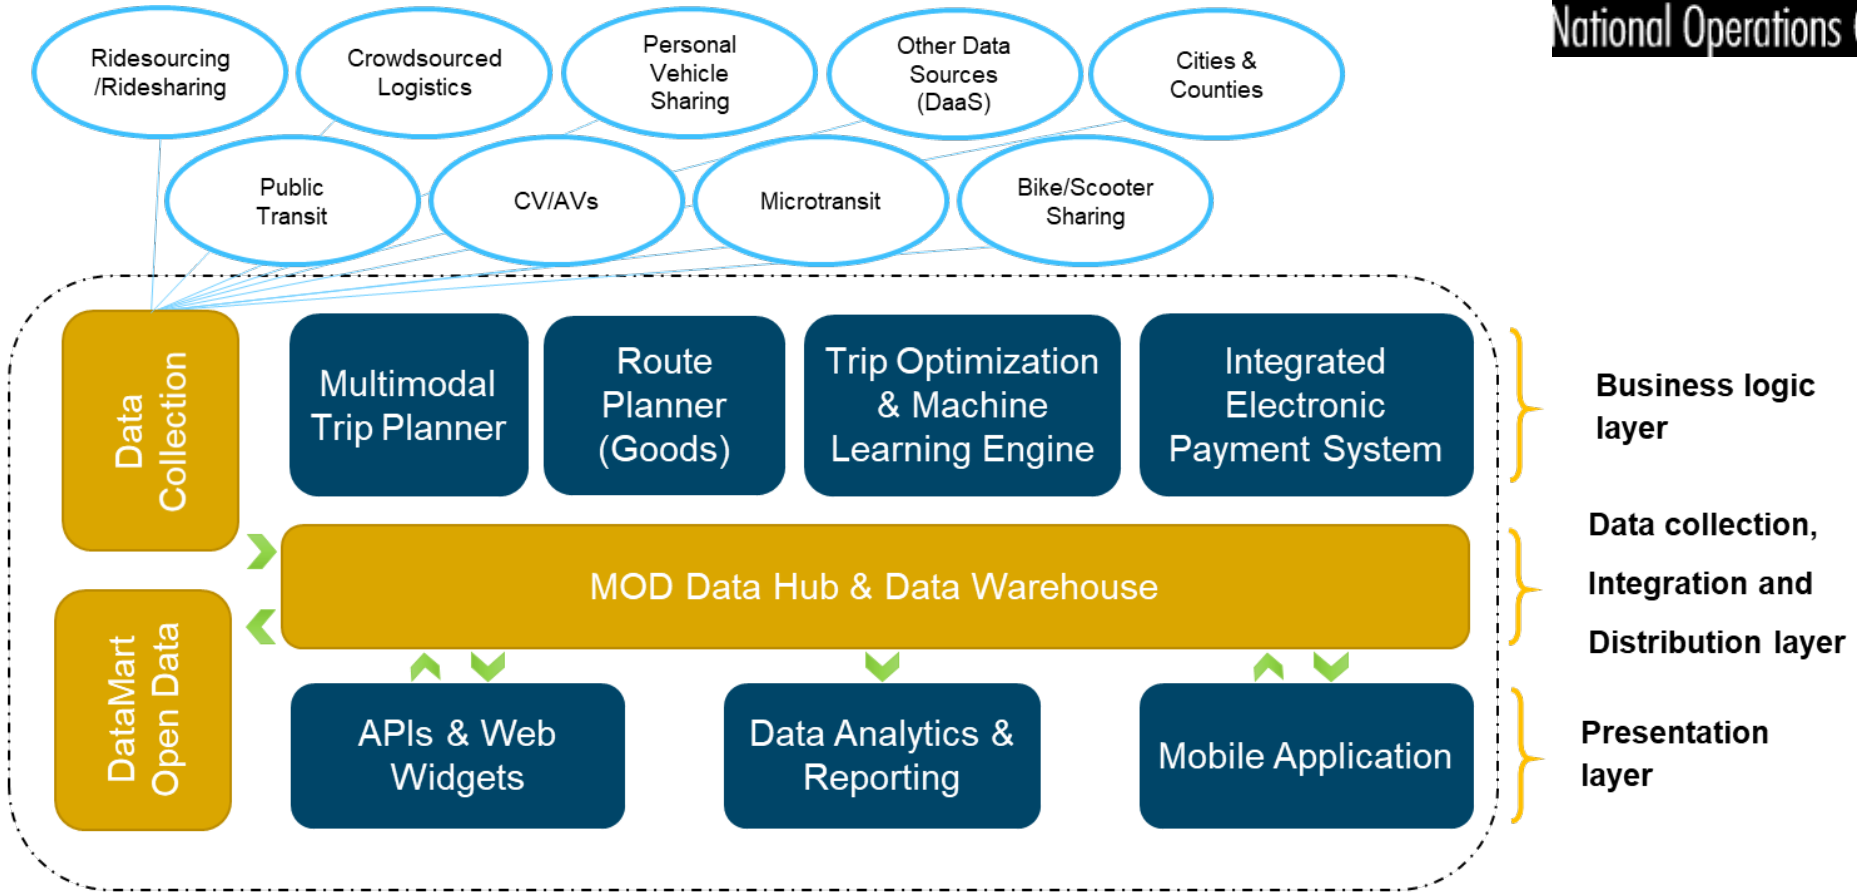 National Operations
Ridesourcing
/Ridesharing
Crowdsourced
Logistics
Personal
Vehicle
Sharing
Other Data
Sources
(DaaS)
Cities &
Counties
Public
Transit
CV/AVs
Microtransit
Bike/Scooter
Sharing
Data
Collection
Multimodal
Trip Planner
Route
Planner
(Goods)
Trip Optimization
& Machine
Learning Engine
Integrated
Electronic
Payment System
Business logic
layer
MOD Data Hub & Data Warehouse
Data collection,
Integration and
Distribution layer
DataMart
Open Data
APIs & Web
Widgets
Data Analytics &
Reporting
Mobile Application
Presentation
layer